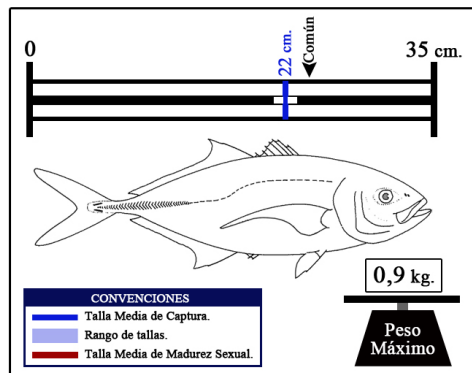 0
22 cm.
Común
35 cm.
0,9 kg.
Peso
Máximo
CONVENCIONES
Talla Media de Captura.
Rango de tallas.
Talla Media de Madurez Sexual.